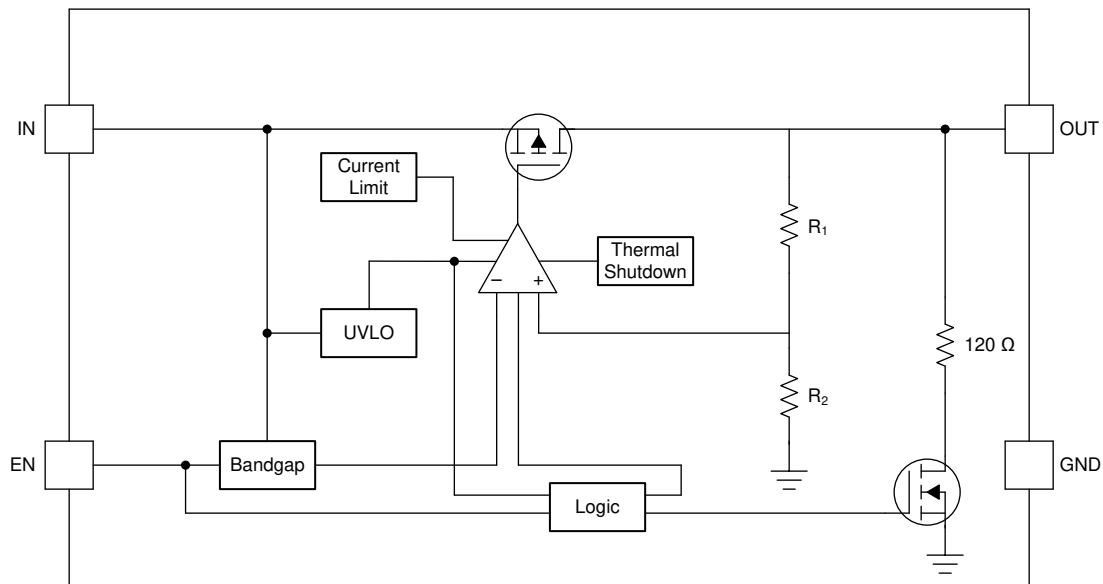 IN
OUT
Current
Limit
R₁
Thermal
Shutdown
− +
UVLO
120 Ω
R₂
EN
Bandgap
GND
Logic